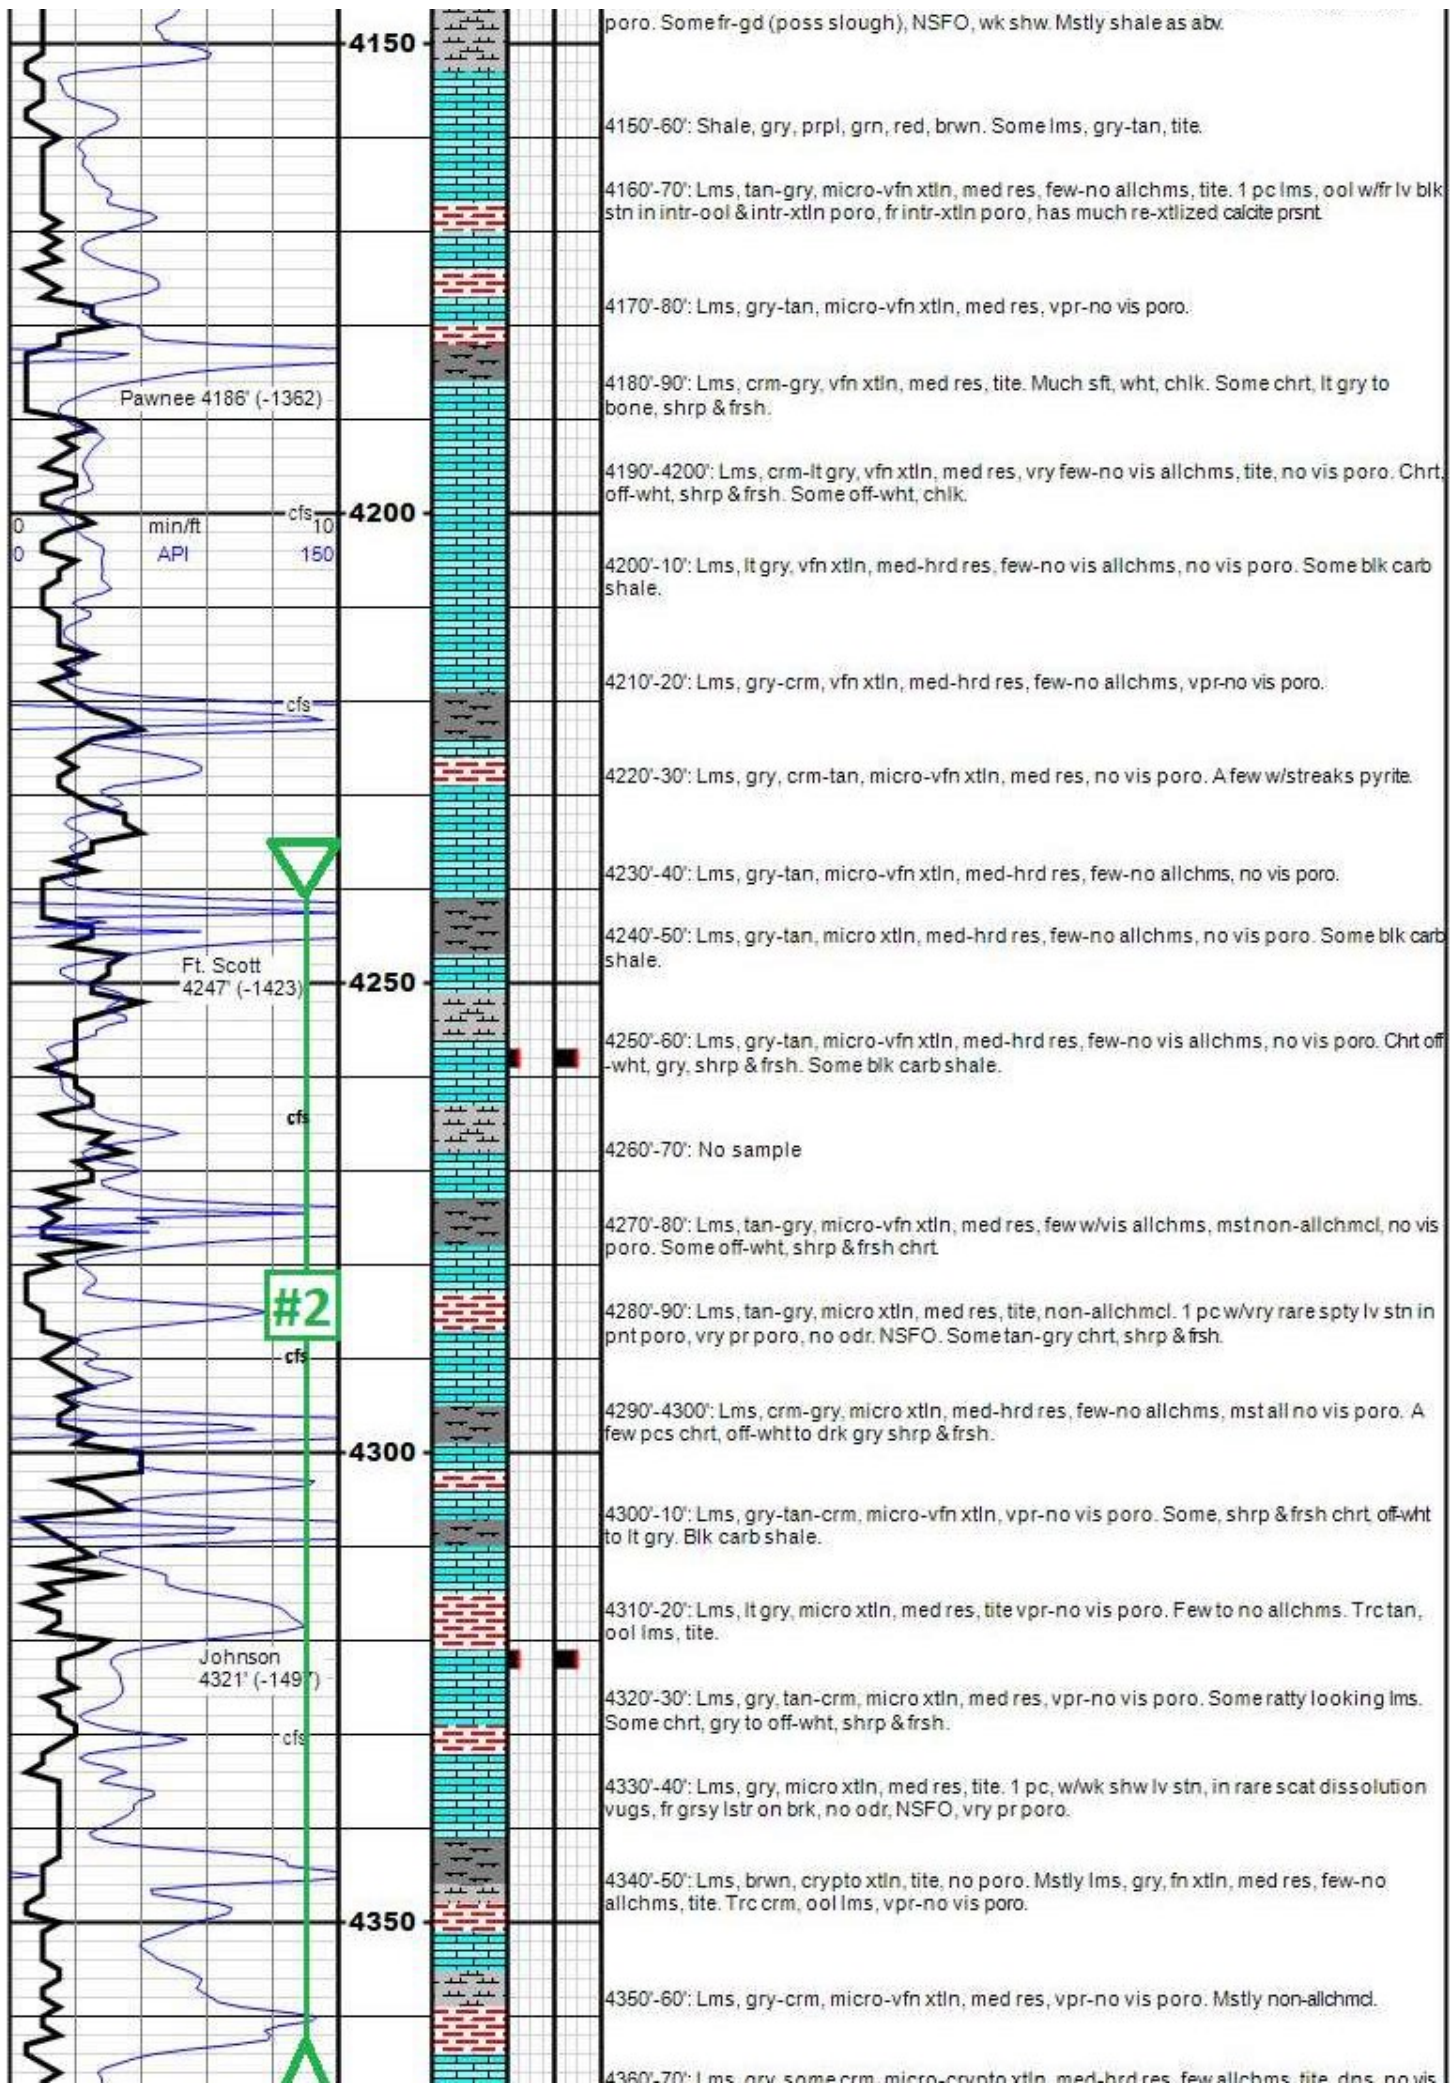 poro. Some fr-gd (poss slough), NSFO, wk shw. Mstly shale as abv.
4150
4150'-60': Shale, gry, prpl, grn, red, brwn. Some lms, gry-tan, tite.
4160'-70': Lms, tan-gry, micro-vfn xtln, med res, few-no allchms, tite. 1 pc lms, ool w/fr lv blk
stn in intr-ool & intr-xtln poro, fr intr-xtln poro, has much re-xtlized calcite prsnt.
4170'-80': Lms, gry-tan, micro-vfn xtln, med res, vpr-no vis poro.
Pawnee 4186' (-1362)
4180'-90': Lms, crm-gry, vfn xtln, med res, tite. Much sft, wht, chlk. Some chrt, lt gry to
bone, shrp & frsh.
4190'-4200': Lms, crm-lt gry, vfn xtln, med res, vry few-no vis allchms, tite, no vis poro. Chrt,
off-wht, shrp & frsh. Some off-wht, chlk.
cfs 4200
0 min/ft 10
0 API 150
4200'-10': Lms, lt gry, vfn xtln, med-hrd res, few-no vis allchms, no vis poro. Some blk carb
shale.
4210'-20': Lms, gry-crm, vfn xtln, med-hrd res, few-no allchms, vpr-no vis poro.
cfs
4220'-30': Lms, gry, crm-tan, micro-vfn xtln, med res, no vis poro. A few w/streaks pyrite.
4230'-40': Lms, gry-tan, micro-vfn xtln, med-hrd res, few-no allchms, no vis poro.
4240'-50': Lms, gry-tan, micro xtln, med-hrd res, few-no allchms, no vis poro. Some blk carb
shale.
Ft. Scott
4247' (-1423)
4250
4250'-60': Lms, gry-tan, micro-vfn xtln, med-hrd res, few-no vis allchms, no vis poro. Chrt off
-wht, gry, shrp & frsh. Some blk carb shale.
cfs
4260'-70': No sample
4270'-80': Lms, tan-gry, micro-vfn xtln, med res, few w/vis allchms, mst non-allchmcl, no vis
poro. Some off-wht, shrp & frsh chrt.
#2
4280'-90': Lms, tan-gry, micro xtln, med res, tite, non-allchmcl. 1 pc w/vry rare spty lv stn in
pnt poro, vry pr poro, no odr. NSFO. Some tan-gry chrt, shrp & frsh.
cfs
4290'-4300': Lms, crm-gry, micro xtln, med-hrd res, few-no allchms, mst all no vis poro. A
few pcs chrt, off-wht to drk gry shrp & frsh.
4300
4300'-10': Lms, gry-tan-crm, micro-vfn xtln, vpr-no vis poro. Some, shrp & frsh chrt, off-wht
to lt gry. Blk carb shale.
4310'-20': Lms, lt gry, micro xtln, med res, tite vpr-no vis poro. Few to no allchms. Trc tan,
ool lms, tite.
Johnson
4321' (-1497)
4320'-30': Lms, gry, tan-crm, micro xtln, med res, vpr-no vis poro. Some ratty looking lms.
Some chrt, gry to off-wht, shrp & frsh.
cfs
4330'-40': Lms, gry, micro xtln, med res, tite. 1 pc, w/wk shw lv stn, in rare scat dissolution
vugs, fr grsy lstr on brk, no odr, NSFO, vry pr poro.
4340'-50': Lms, brwn, crypto xtln, tite, no poro. Mstly lms, gry, fn xtln, med res, few-no
allchms, tite. Trc crm, ool lms, vpr-no vis poro.
4350
4350'-60': Lms, gry-crm, micro-vfn xtln, med res, vpr-no vis poro. Mstly non-allchmcl.
4360'-70': Lms, gry, some crm, micro-crypto xtln, med-hrd res, few allchms, tite, dns, no vis